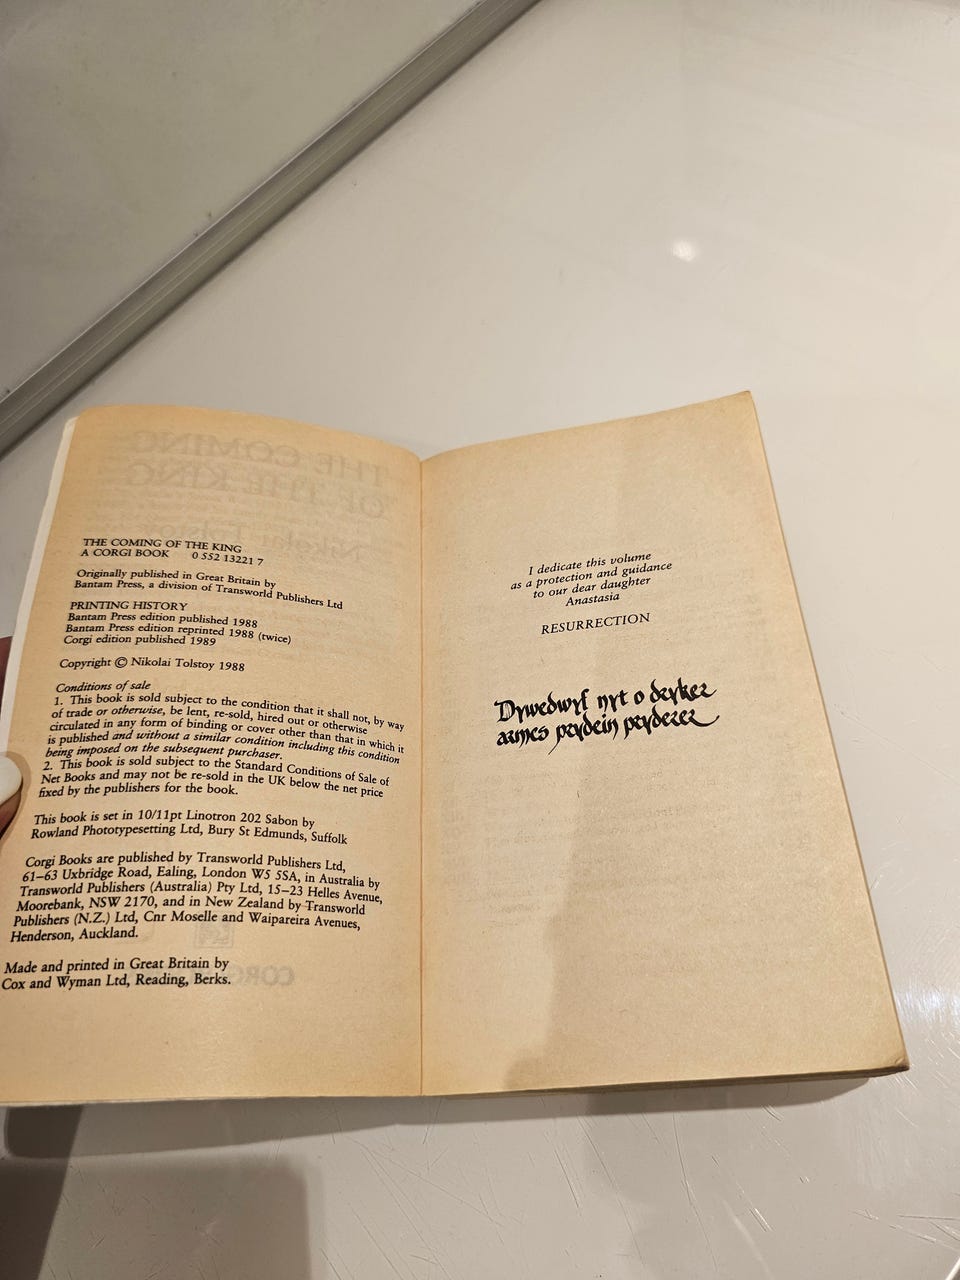 THE COMING OF THE KING
A CORGI BOOK 0 552 13221 7
Originally published in Great Britain by
Bantam Press, a division of Transworld Publishers Ltd
PRINTING HISTORY
Bantam Press edition published 1988
Bantam Press edition reprinted 1988 (twice)
Corgi edition published 1989
Copyright © Nikolai Tolstoy 1988
Conditions of sale
1. This book is sold subject to the condition that it shall not, by way
of trade or otherwise, be lent, re-sold, hired out or otherwise
circulated in any form of binding or cover other than that in which it
is published and without a similar condition including this condition
being imposed on the subsequent purchaser.
2. This book is sold subject to the Standard Conditions of Sale of
Net Books and may not be re-sold in the UK below the net price
fixed by the publishers for the book.
This book is set in 10/11pt Linotron 202 Sabon by
Rowland Phototypesetting Ltd, Bury St Edmunds, Suffolk
Corgi Books are published by Transworld Publishers Ltd,
61–63 Uxbridge Road, Ealing, London W5 5SA, in Australia by
Transworld Publishers (Australia) Pty Ltd, 15–23 Helles Avenue,
Moorebank, NSW 2170, and in New Zealand by Transworld
Publishers (N.Z.) Ltd, Cnr Moselle and Waipareira Avenues,
Henderson, Auckland.
Made and printed in Great Britain by
Cox and Wyman Ltd, Reading, Berks.
I dedicate this volume
as a protection and guidance
to our dear daughter
Anastasia
RESURRECTION
nyt o
armes prydein pryderer